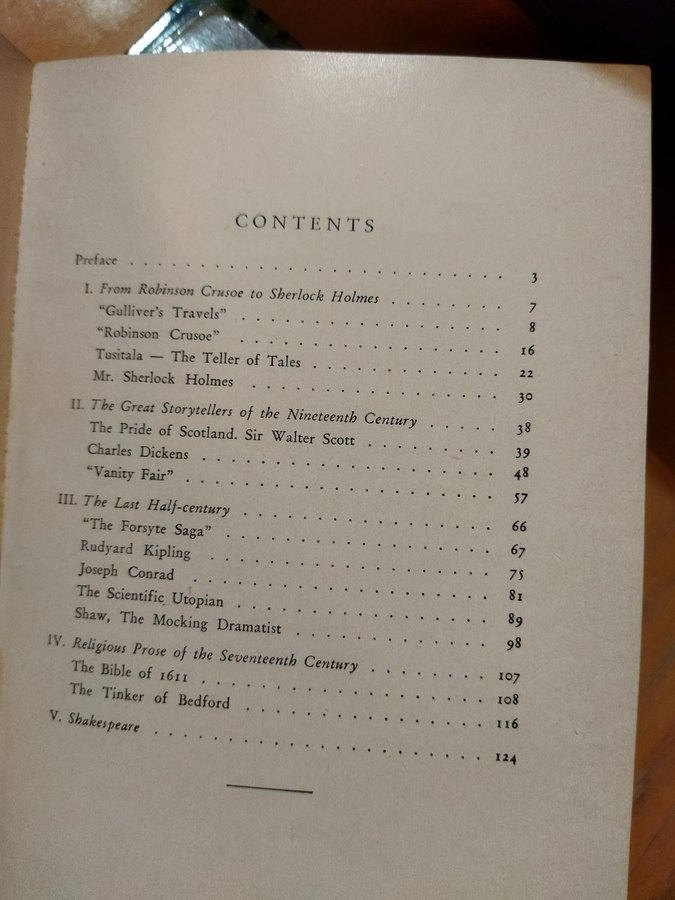 CONTENTS
Preface . . . . . . . . . . . . . . . . . . . . . . 3
I. From Robinson Crusoe to Sherlock Holmes . . . . . . . 7
“Gulliver’s Travels” . . . . . . . . . . . . . . . . 8
“Robinson Crusoe” . . . . . . . . . . . . . . . . 16
Tusitala — The Teller of Tales . . . . . . . . . . . 22
Mr. Sherlock Holmes . . . . . . . . . . . . . . . 30
II. The Great Storytellers of the Nineteenth Century . . . . . 38
The Pride of Scotland. Sir Walter Scott . . . . . . . . 39
Charles Dickens . . . . . . . . . . . . . . . . . 48
“Vanity Fair” . . . . . . . . . . . . . . . . . . 57
III. The Last Half-century . . . . . . . . . . . . . . . 66
“The Forsyte Saga” . . . . . . . . . . . . . . . . 67
Rudyard Kipling . . . . . . . . . . . . . . . . . 75
Joseph Conrad . . . . . . . . . . . . . . . . . . 81
The Scientific Utopian . . . . . . . . . . . . . . . 89
Shaw, The Mocking Dramatist . . . . . . . . . . . . 98
IV. Religious Prose of the Seventeenth Century . . . . . . . 107
The Bible of 1611 . . . . . . . . . . . . . . . . 108
The Tinker of Bedford . . . . . . . . . . . . . . 116
V. Shakespeare . . . . . . . . . . . . . . . . . . . 124